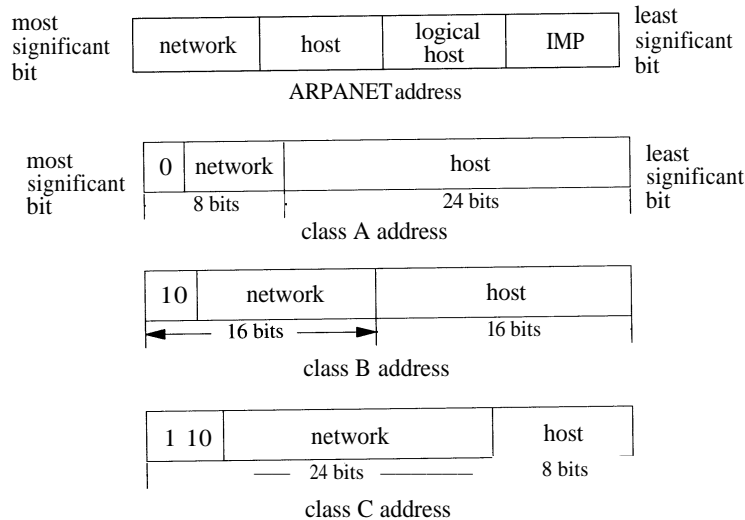 most significant bit
network host logical host IMP
least significant bit
ARPANET address
most significant bit
0 network host
least significant bit
8 bits 24 bits
class A address
10 network host
16 bits 16 bits
class B address
1 10 network host
24 bits 8 bits
class C address